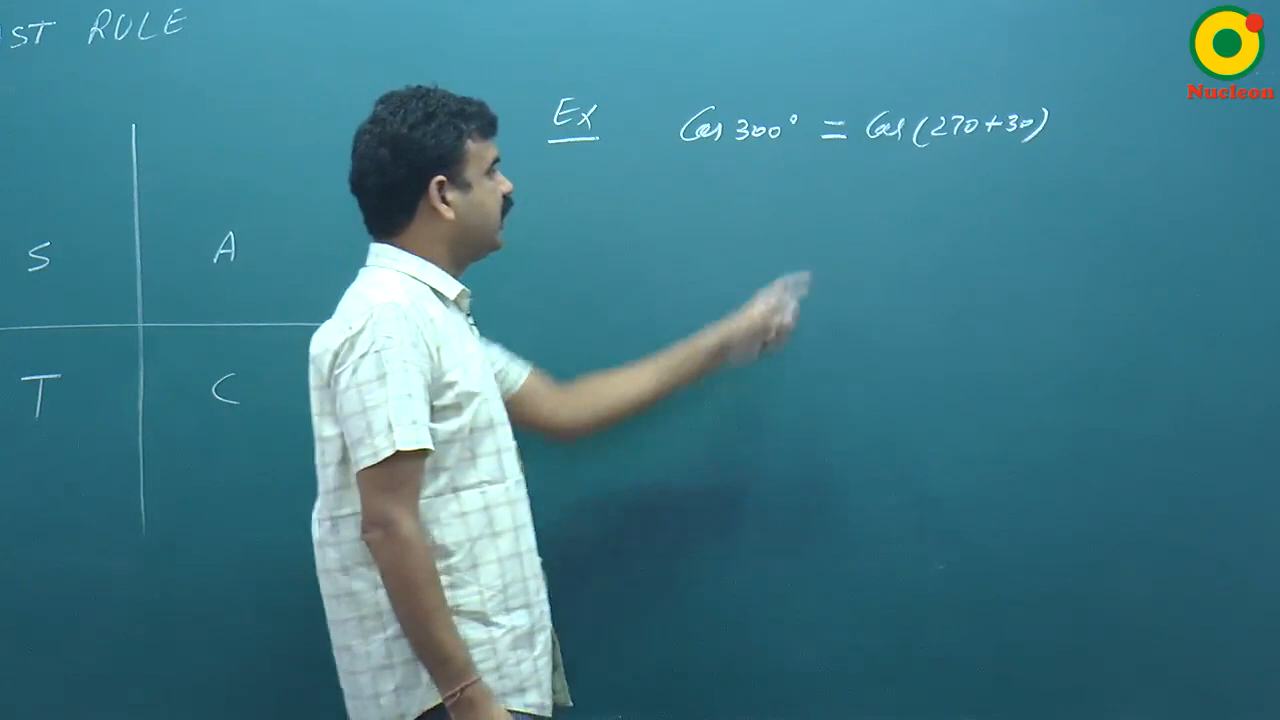 ST RULE
Ex Cos 300° = Cos (270+30)
S A
T C
Nucleon